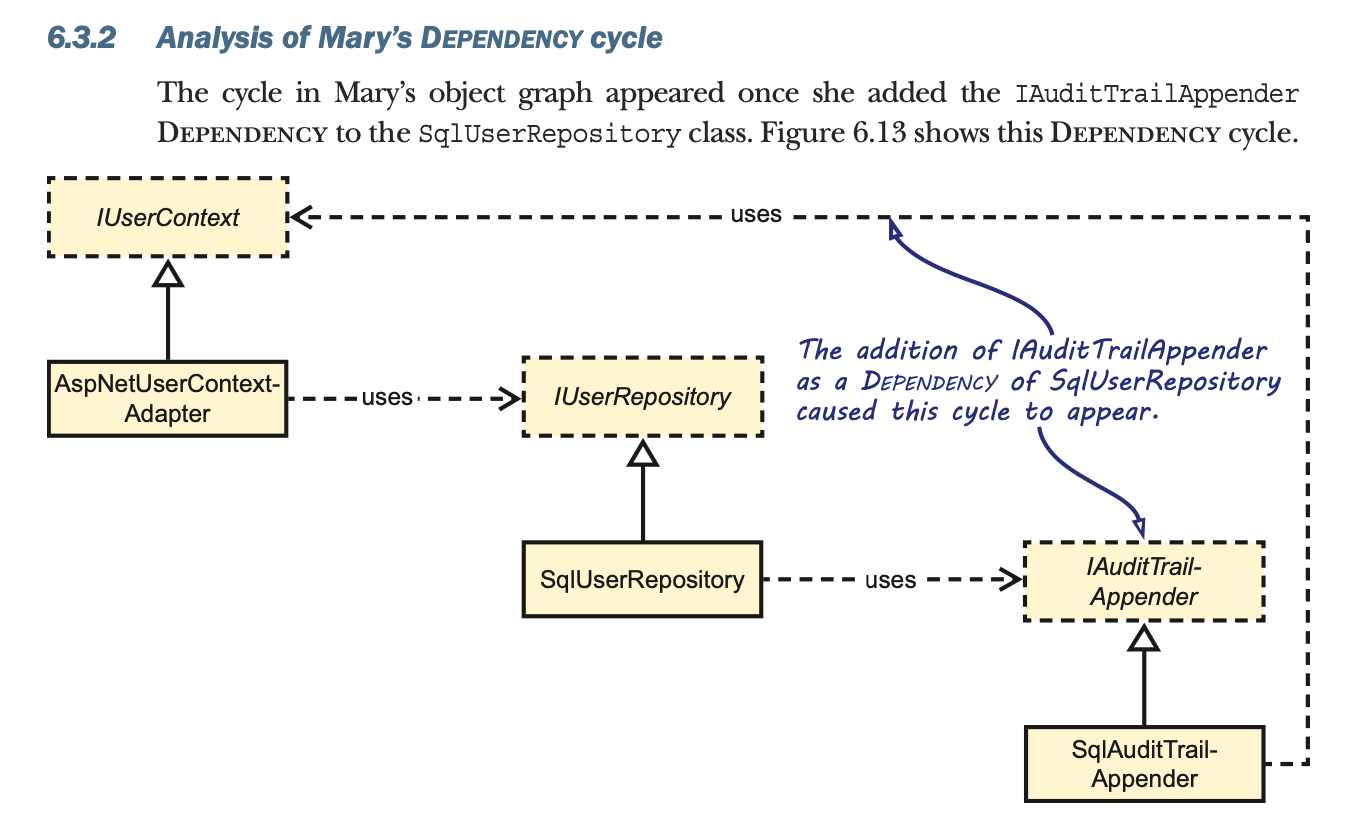 6.3.2 Analysis of Mary's DEPENDENCY cycle
The cycle in Mary's object graph appeared once she added the IAuditTrailAppender
DEPENDENCY to the SqlUserRepository class. Figure 6.13 shows this DEPENDENCY cycle.
IUserContext
uses
The addition of IAuditTrailAppender
as a DEPENDENCY of SqlUserRepository
caused this cycle to appear.
AspNetUserContext-
Adapter
uses
IUserRepository
SqlUserRepository
uses
IAuditTrail-
Appender
SqlAuditTrail-
Appender